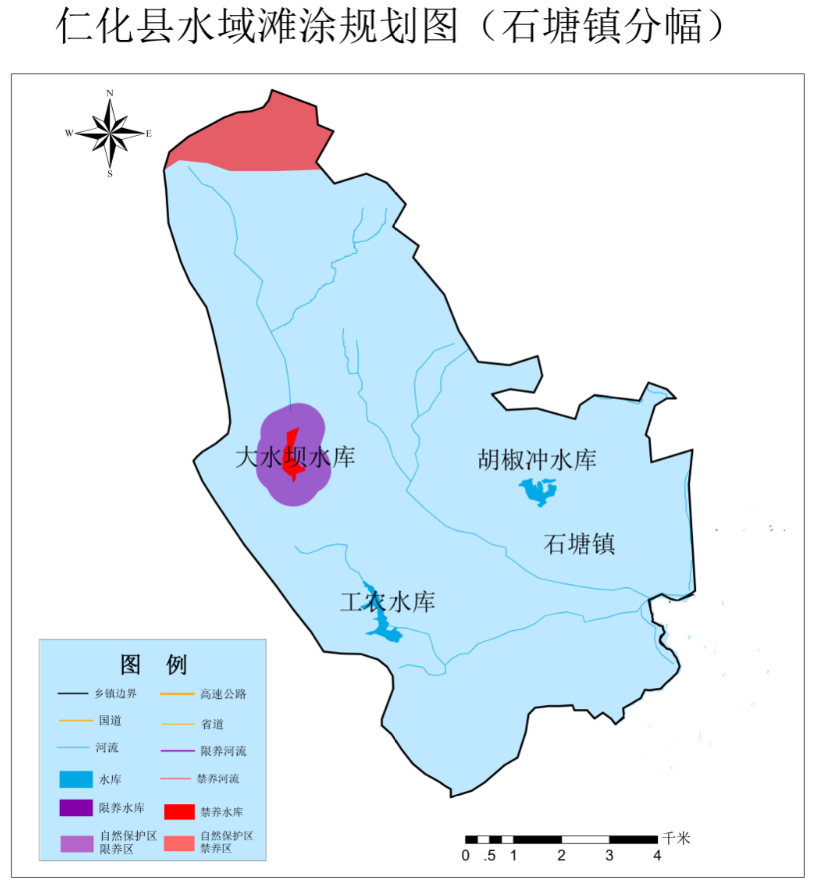 仁化县水域滩涂规划图（石塘镇分幅）
N
W
E
S
大水坝水库
胡椒冲水库
石塘镇
工农水库
图 例
乡镇边界
高速公路
国道
省道
河流
限养河流
水库
禁养河流
限养水库
禁养水库
自然保护区
限养区
自然保护区
禁养区
千米
0 .5 1 2 3 4